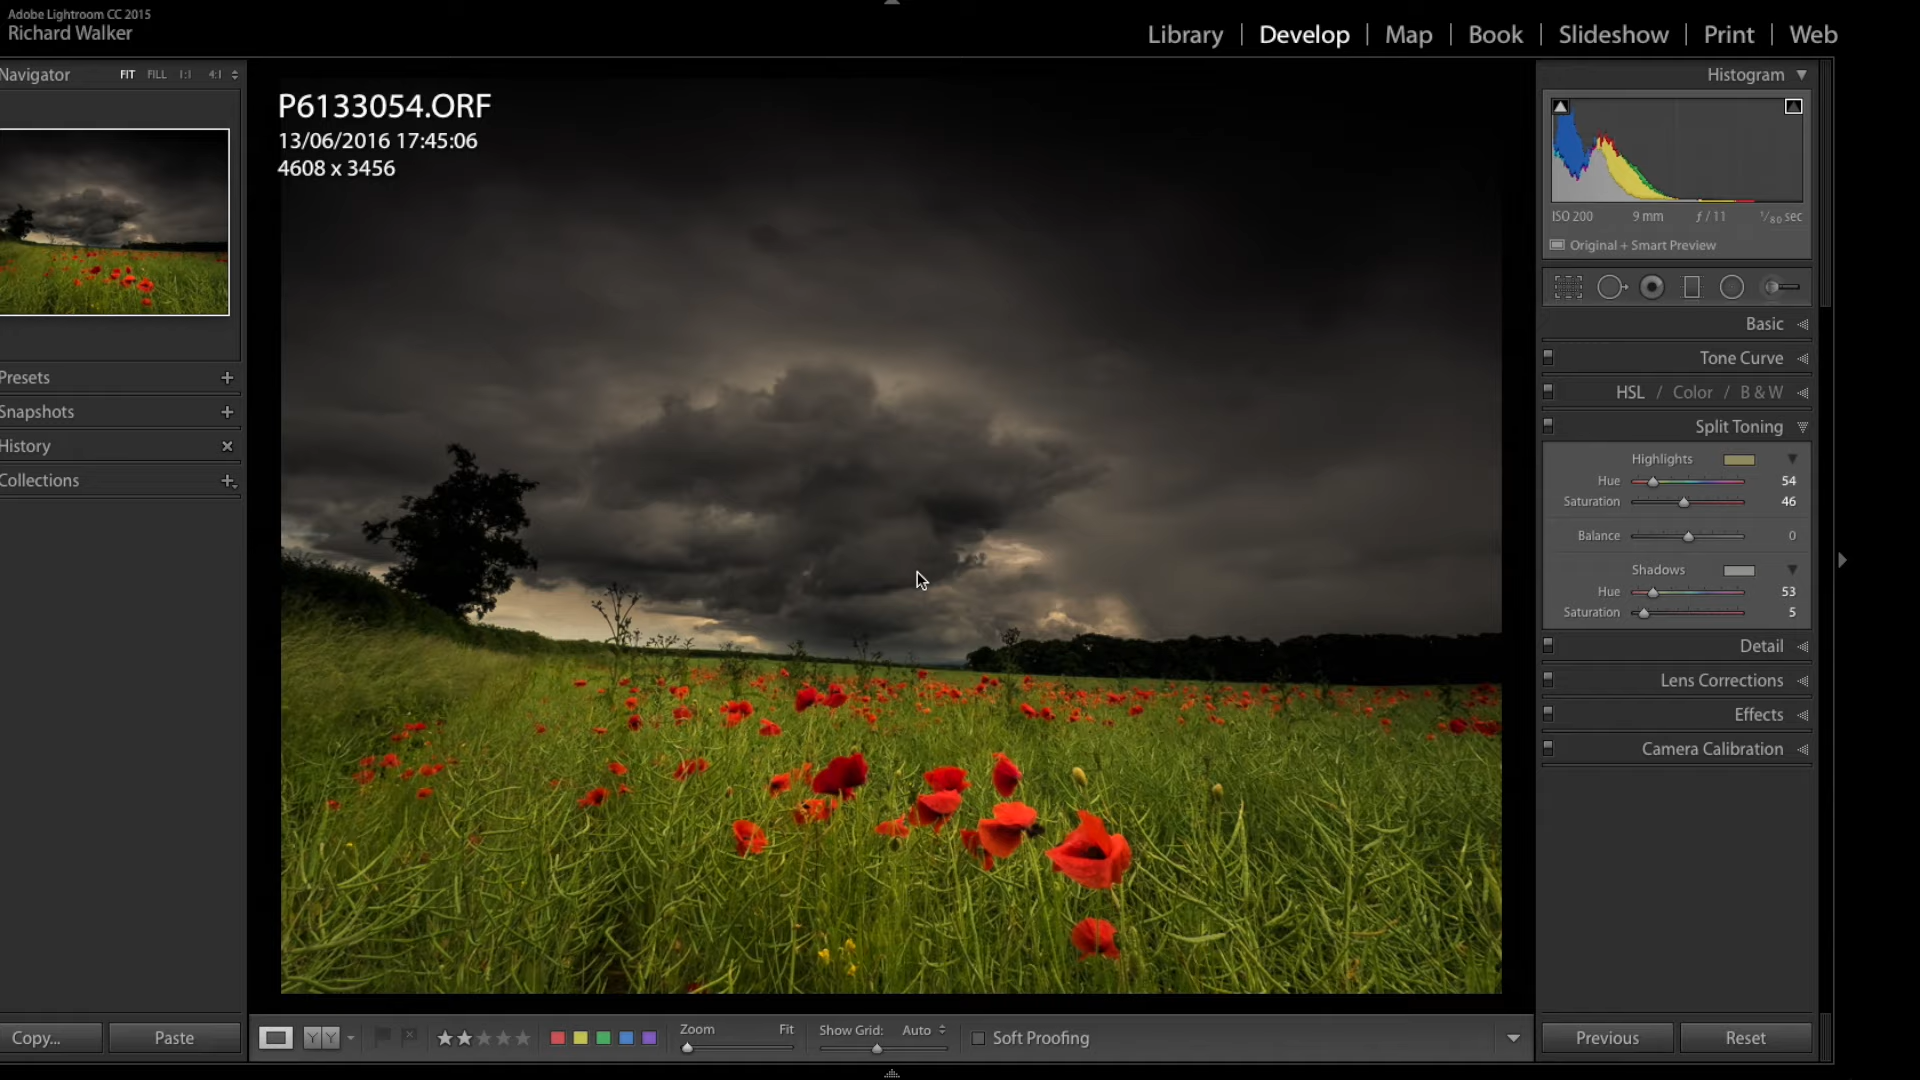 Adobe Lightroom CC 2015
Richard Walker
Library | Develop | Map | Book | Slideshow | Print | Web
Navigator FIT FILL 1:1 4:1
Presets
Snapshots
History
Collections
Copy... Paste
P6133054.ORF
13/06/2016 17:45:06
4608 x 3456
Zoom Fit Show Grid: Auto Soft Proofing
Histogram
ISO 200 9 mm ƒ / 11 1/80 sec
Original + Smart Preview
Basic
Tone Curve
HSL / Color / B & W
Split Toning
Highlights
Hue 54
Saturation 46
Balance 0
Shadows
Hue 53
Saturation 5
Detail
Lens Corrections
Effects
Camera Calibration
Previous Reset